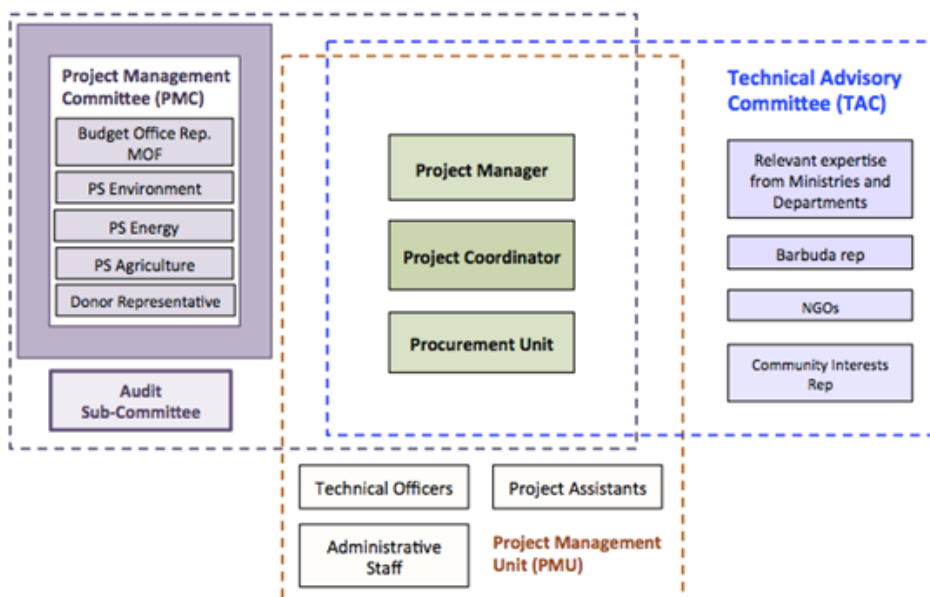 Project Management
Committee (PMC)
Budget Office Rep.
MOF
PS Environment
PS Energy
PS Agriculture
Donor Representative
Audit
Sub-Committee
Project Manager
Project Coordinator
Procurement Unit
Technical Advisory
Committee (TAC)
Relevant expertise
from Ministries and
Departments
Barbuda rep
NGOs
Community Interests
Rep
Technical Officers
Project Assistants
Administrative
Staff
Project Management
Unit (PMU)